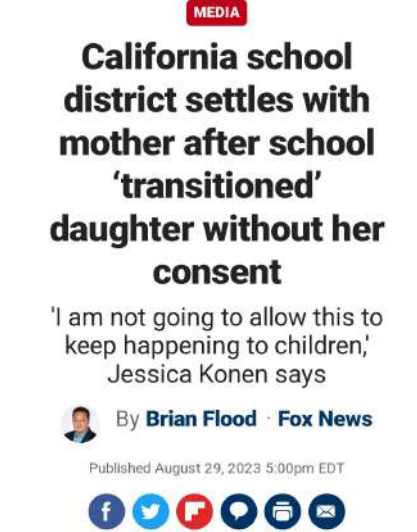 MEDIA
California school
district settles with
mother after school
‘transitioned’
daughter without her
consent
'I am not going to allow this to
keep happening to children,'
Jessica Konen says
By Brian Flood · Fox News
Published August 29, 2023 5:00pm EDT